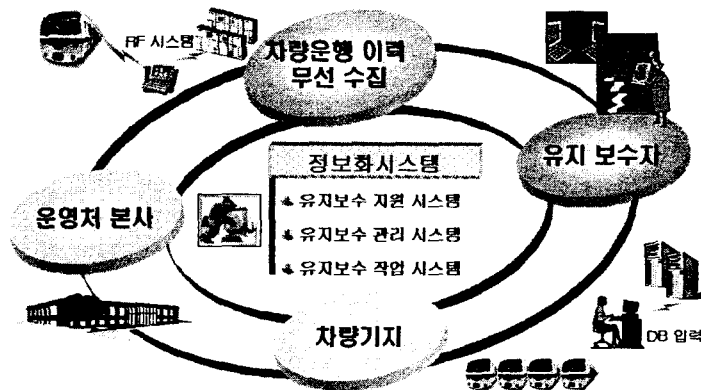 RF 시스템
차량운행 이력
무선 수집
유지 보수자
정보화시스템
유지보수 지원 시스템
유지보수 관리 시스템
유지보수 작업 시스템
운영처 본사
차량기지
DB 입력